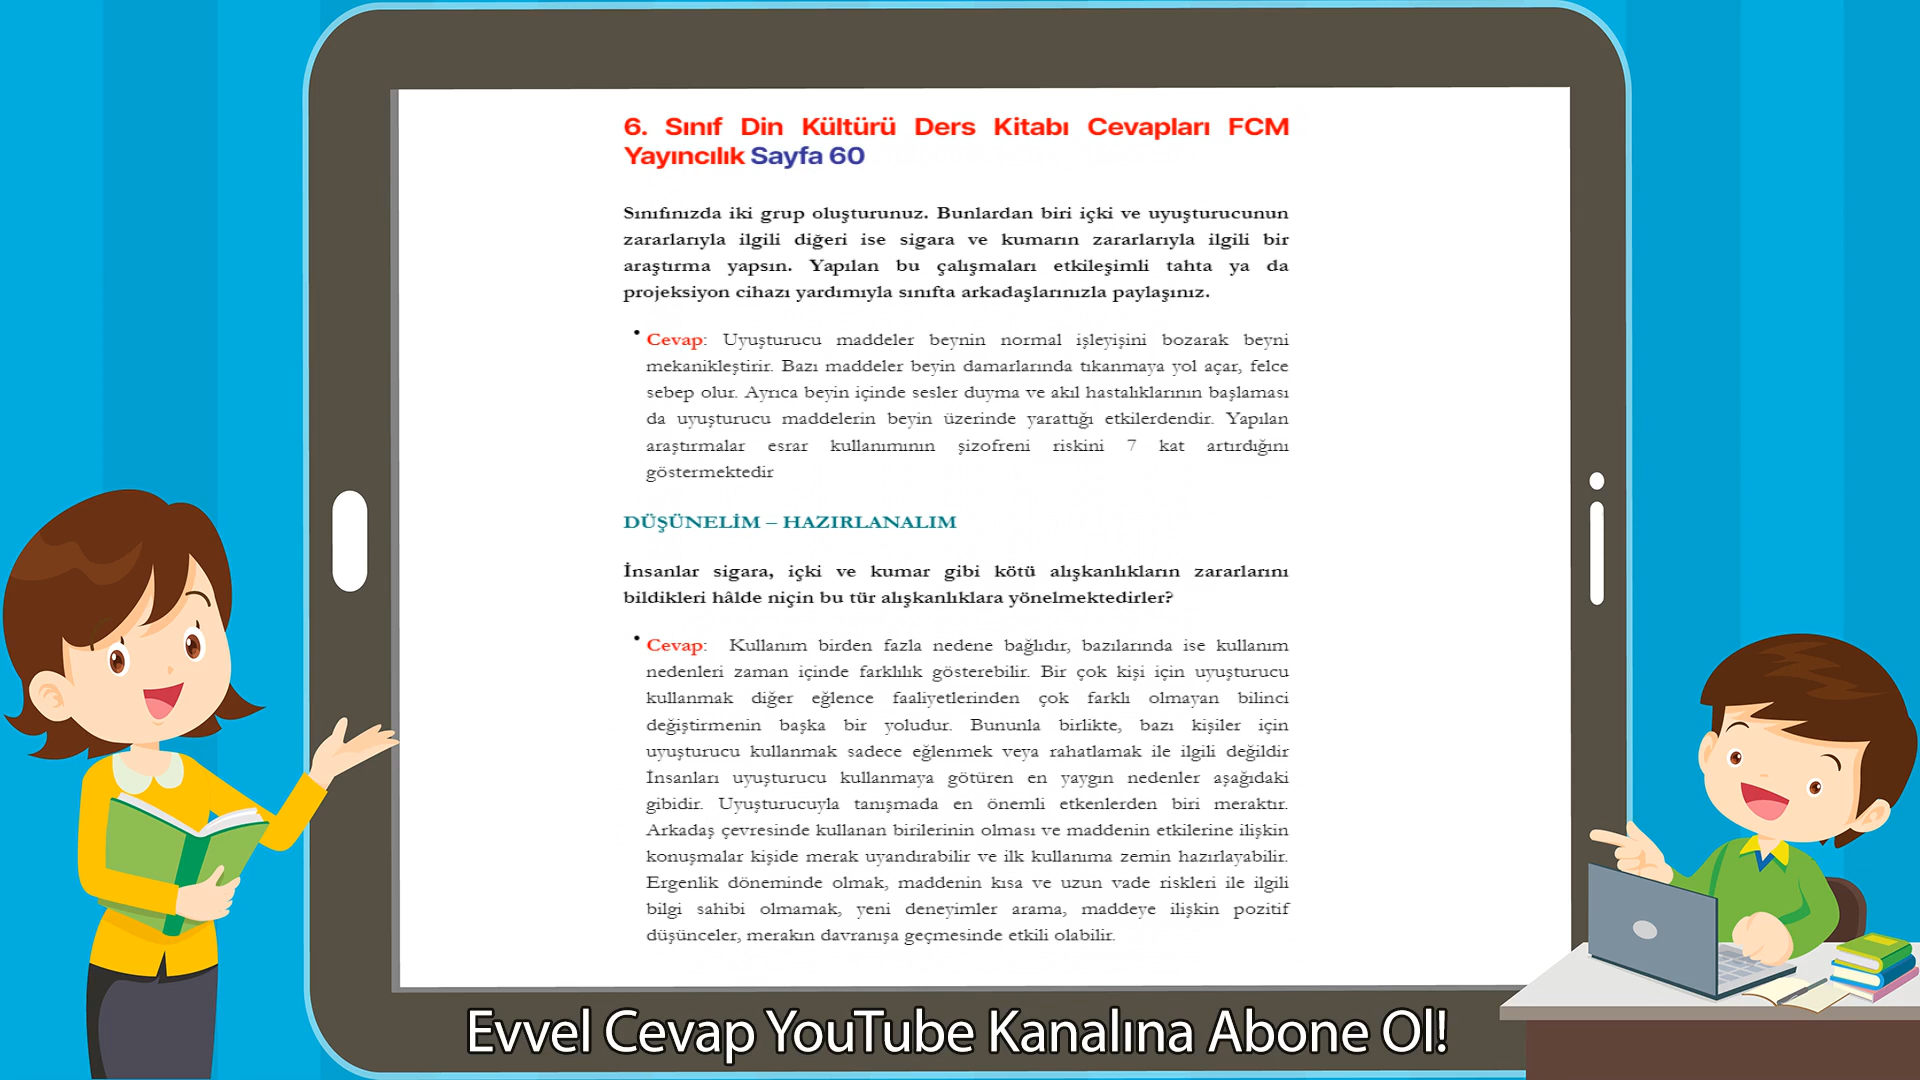 6. Sınıf Din Kültürü Ders Kitabı Cevapları FCM
Yayıncılık Sayfa 60
Sınıfınızda iki grup oluşturunuz. Bunlardan biri içki ve uyuşturucunun
zararlarıyla ilgili diğeri ise sigara ve kumarın zararlarıyla ilgili bir
araştırma yapsın. Yapılan bu çalışmaları etkileşimli tahta ya da
projeksiyon cihazı yardımıyla sınıfta arkadaşlarınızla paylaşınız.
• Cevap: Uyuşturucu maddeler beynin normal işleyişini bozarak beyni
mekanikleştirir. Bazı maddeler beyin damarlarında tıkanmaya yol açar, felce
sebep olur. Ayrıca beyin içinde sesler duyma ve akıl hastalıklarının başlaması
da uyuşturucu maddelerin beyin üzerinde yarattığı etkilerdendir. Yapılan
araştırmalar esrar kullanımının şizofreni riskini 7 kat artırdığını
göstermektedir
DÜŞÜNELİM – HAZIRLANALIM
İnsanlar sigara, içki ve kumar gibi kötü alışkanlıkların zararlarını
bildikleri hâlde niçin bu tür alışkanlıklara yönelmektedirler?
• Cevap: Kullanım birden fazla nedene bağlıdır, bazılarında ise kullanım
nedenleri zaman içinde farklılık gösterebilir. Bir çok kişi için uyuşturucu
kullanmak diğer eğlence faaliyetlerinden çok farklı olmayan bilinci
değiştirmenin başka bir yoludur. Bununla birlikte, bazı kişiler için
uyuşturucu kullanmak sadece eğlenmek veya rahatlamak ile ilgili değildir
İnsanları uyuşturucu kullanmaya götüren en yaygın nedenler aşağıdaki
gibidir. Uyuşturucuyla tanışmada en önemli etkenlerden biri meraktır.
Arkadaş çevresinde kullanan birilerinin olması ve maddenin etkilerine ilişkin
konuşmalar kişide merak uyandırabilir ve ilk kullanıma zemin hazırlayabilir.
Ergenlik döneminde olmak, maddenin kısa ve uzun vade riskleri ile ilgili
bilgi sahibi olmamak, yeni deneyimler arama, maddeye ilişkin pozitif
düşünceler, merakın davranışa geçmesinde etkili olabilir.
Evvel Cevap YouTube Kanalına Abone Ol!